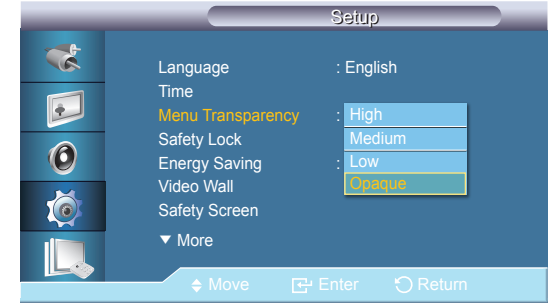 Setup
Language : English
Time
Menu Transparency : High
Safety Lock Medium
Energy Saving : Low
Video Wall Opaque
Safety Screen
▼ More
Move Enter Return